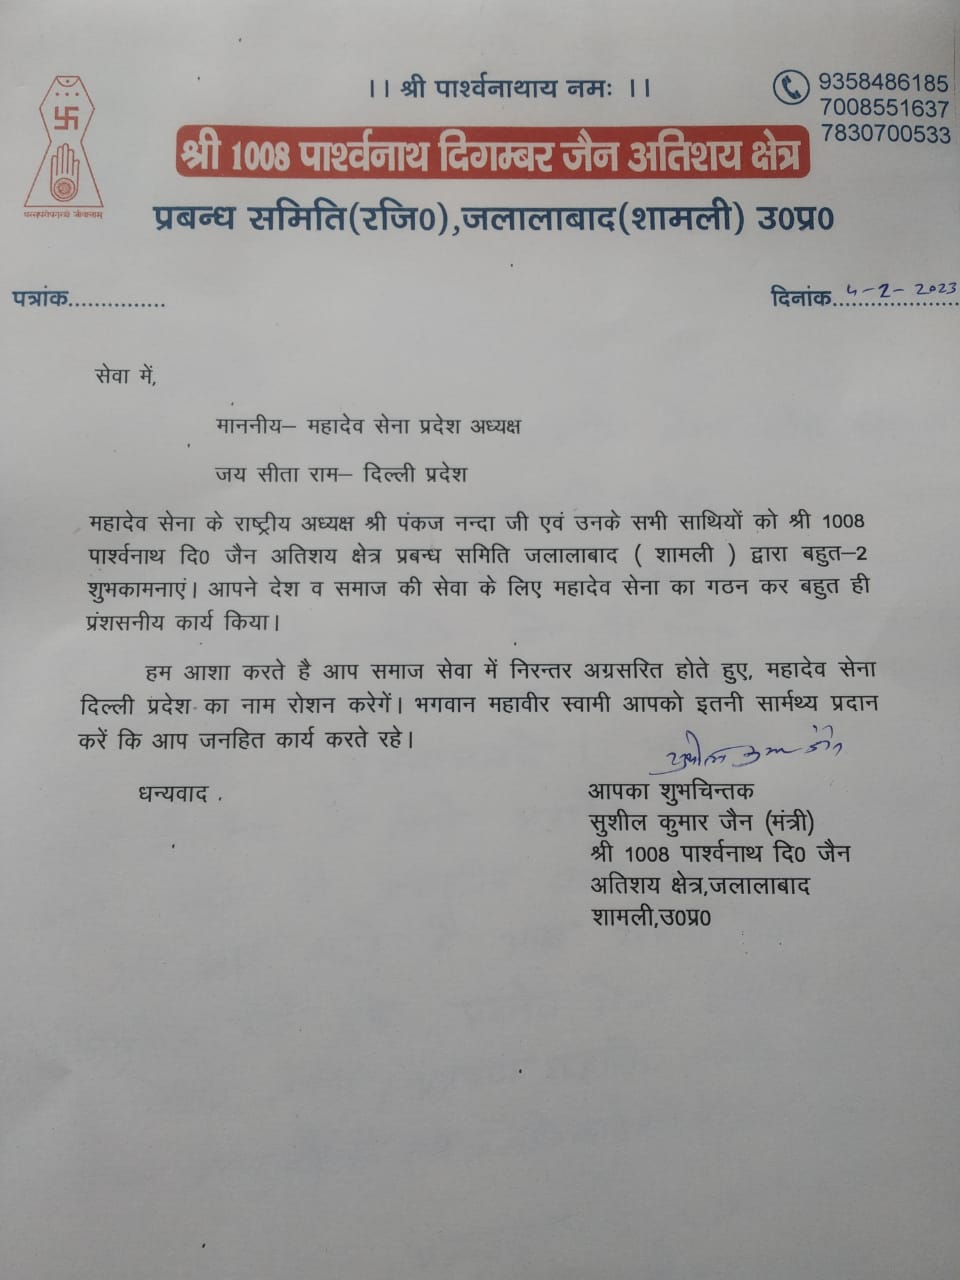 ।। श्री पार्श्वनाथाय नमः ।।
9358486185
7008551637
7830700533
श्री 1008 पार्श्वनाथ दिगम्बर जैन अतिशय क्षेत्र
प्रबन्ध समिति(रजि0),जलालाबाद(शामली) उ0प्र0
परस्परोपग्रहो जीवानाम्
पत्रांक...............
दिनांक.... 5-2-2023
सेवा में,
माननीय– महादेव सेना प्रदेश अध्यक्ष
जय सीता राम– दिल्ली प्रदेश
महादेव सेना के राष्ट्रीय अध्यक्ष श्री पंकज नन्दा जी एवं उनके सभी साथियों को श्री 1008
पार्श्वनाथ दि0 जैन अतिशय क्षेत्र प्रबन्ध समिति जलालाबाद ( शामली ) द्वारा बहुत–2
शुभकामनाएं। आपने देश व समाज की सेवा के लिए महादेव सेना का गठन कर बहुत ही
प्रंशसनीय कार्य किया।
हम आशा करते है आप समाज सेवा में निरन्तर अग्रसरित होते हुए, महादेव सेना
दिल्ली प्रदेश का नाम रोशन करेगें। भगवान महावीर स्वामी आपको इतनी सार्मथ्य प्रदान
करें कि आप जनहित कार्य करते रहे।
सुशील कुमार जैन
धन्यवाद .
आपका शुभचिन्तक
सुशील कुमार जैन (मंत्री)
श्री 1008 पार्श्वनाथ दि0 जैन
अतिशय क्षेत्र,जलालाबाद
शामली,उ0प्र0